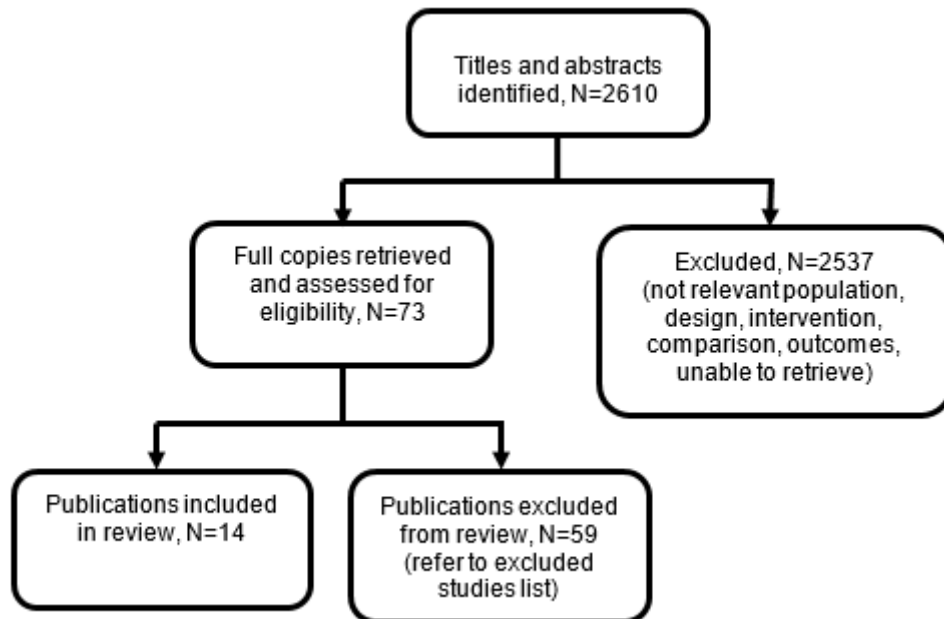 Titles and abstracts
identified, N=2610
Full copies retrieved
and assessed for
eligibility, N=73
Excluded, N=2537
(not relevant population,
design, intervention,
comparison, outcomes,
unable to retrieve)
Publications included
in review, N=14
Publications excluded
from review, N=59
(refer to excluded
studies list)